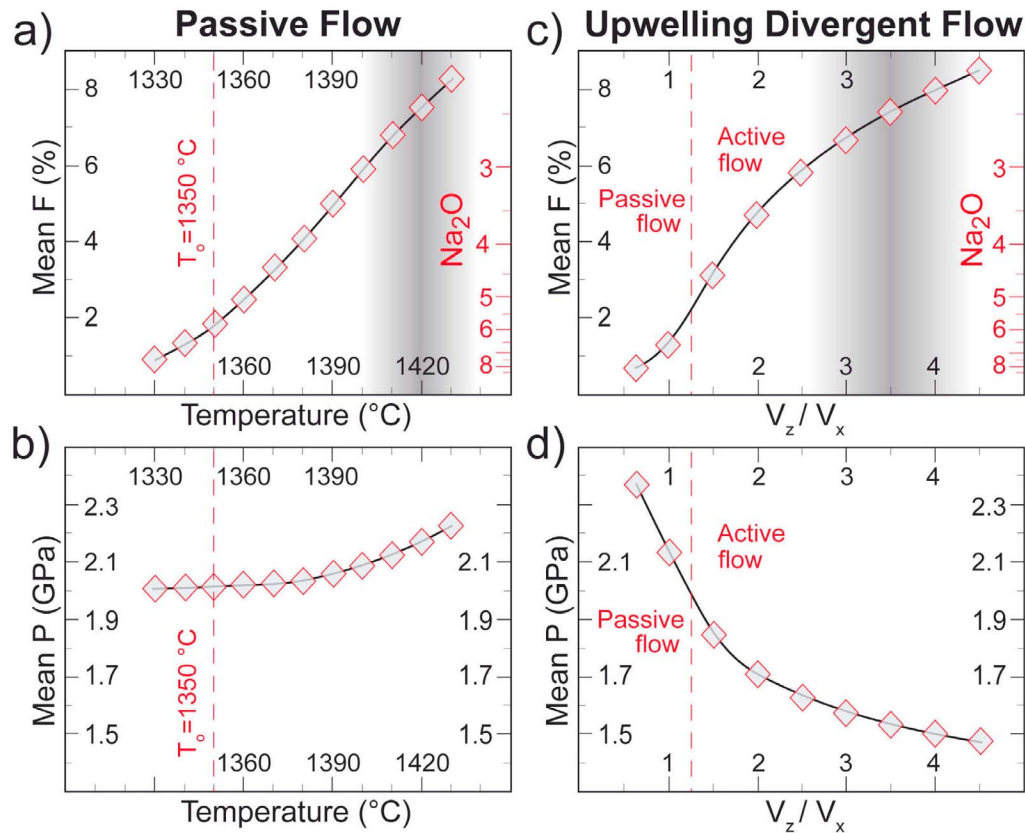 Passive Flow
Upwelling Divergent Flow
a)
1330 1360 1390
8
6
4
2
Mean F (%)
T₀=1350 °C
3
4
5
6
8
Na₂O
1360 1390 1420
Temperature (°C)
c)
1 2 3 4
8
6
4
2
Mean F (%)
Passive
flow
Active
flow
3
4
5
6
8
Na₂O
2 3 4
V_z / V_x
b)
1330 1360 1390
2.3
2.1
1.9
1.7
1.5
Mean P (GPa)
T₀=1350 °C
2.1
1.9
1.7
1.5
1360 1390 1420
Temperature (°C)
d)
1 2 3 4
2.3
2.1
1.9
1.7
1.5
Mean P (GPa)
Passive
flow
Active
flow
2.3
2.1
1.9
1.7
1.5
1 2 3 4
V_z / V_x